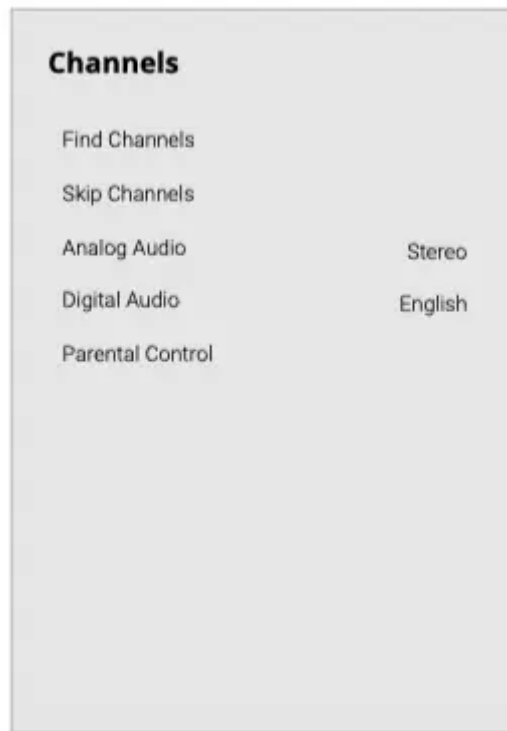 Channels
Find Channels
Skip Channels
Analog Audio Stereo
Digital Audio English
Parental Control